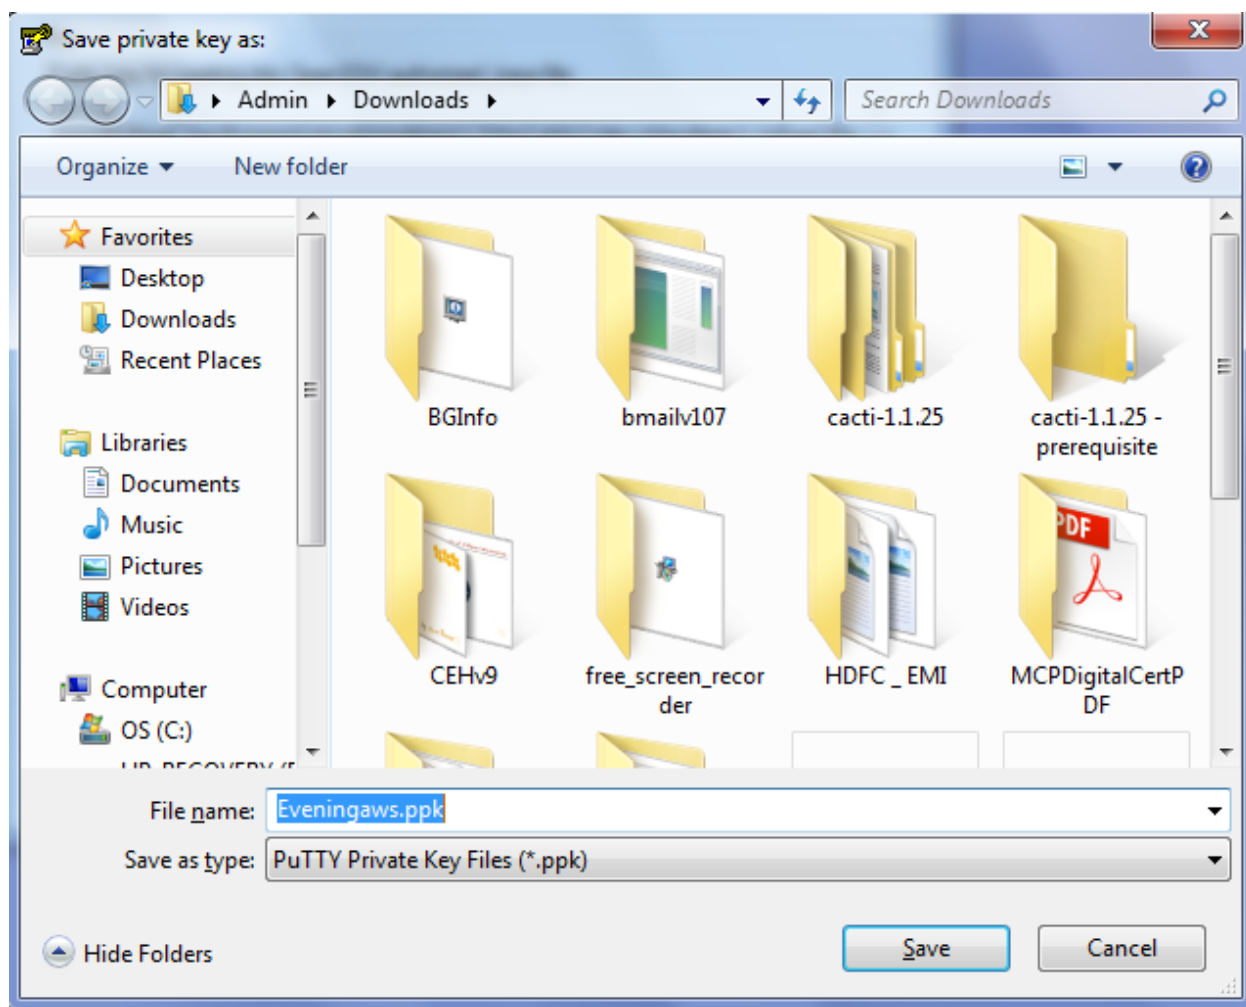 Save private key as:
Admin
Downloads
Search Downloads
Organize
New folder
Favorites
Desktop
Downloads
Recent Places
Libraries
Documents
Music
Pictures
Videos
Computer
OS (C:)
BGInfo
bmailv107
cacti-1.1.25
cacti-1.1.25 -
prerequisite
CEHv9
free_screen_recor
der
HDFC _ EMI
MCPDigitalCertP
DF
PDF
File name:
Eveningaws.ppk
Save as type:
PuTTY Private Key Files (*.ppk)
Hide Folders
Save
Cancel